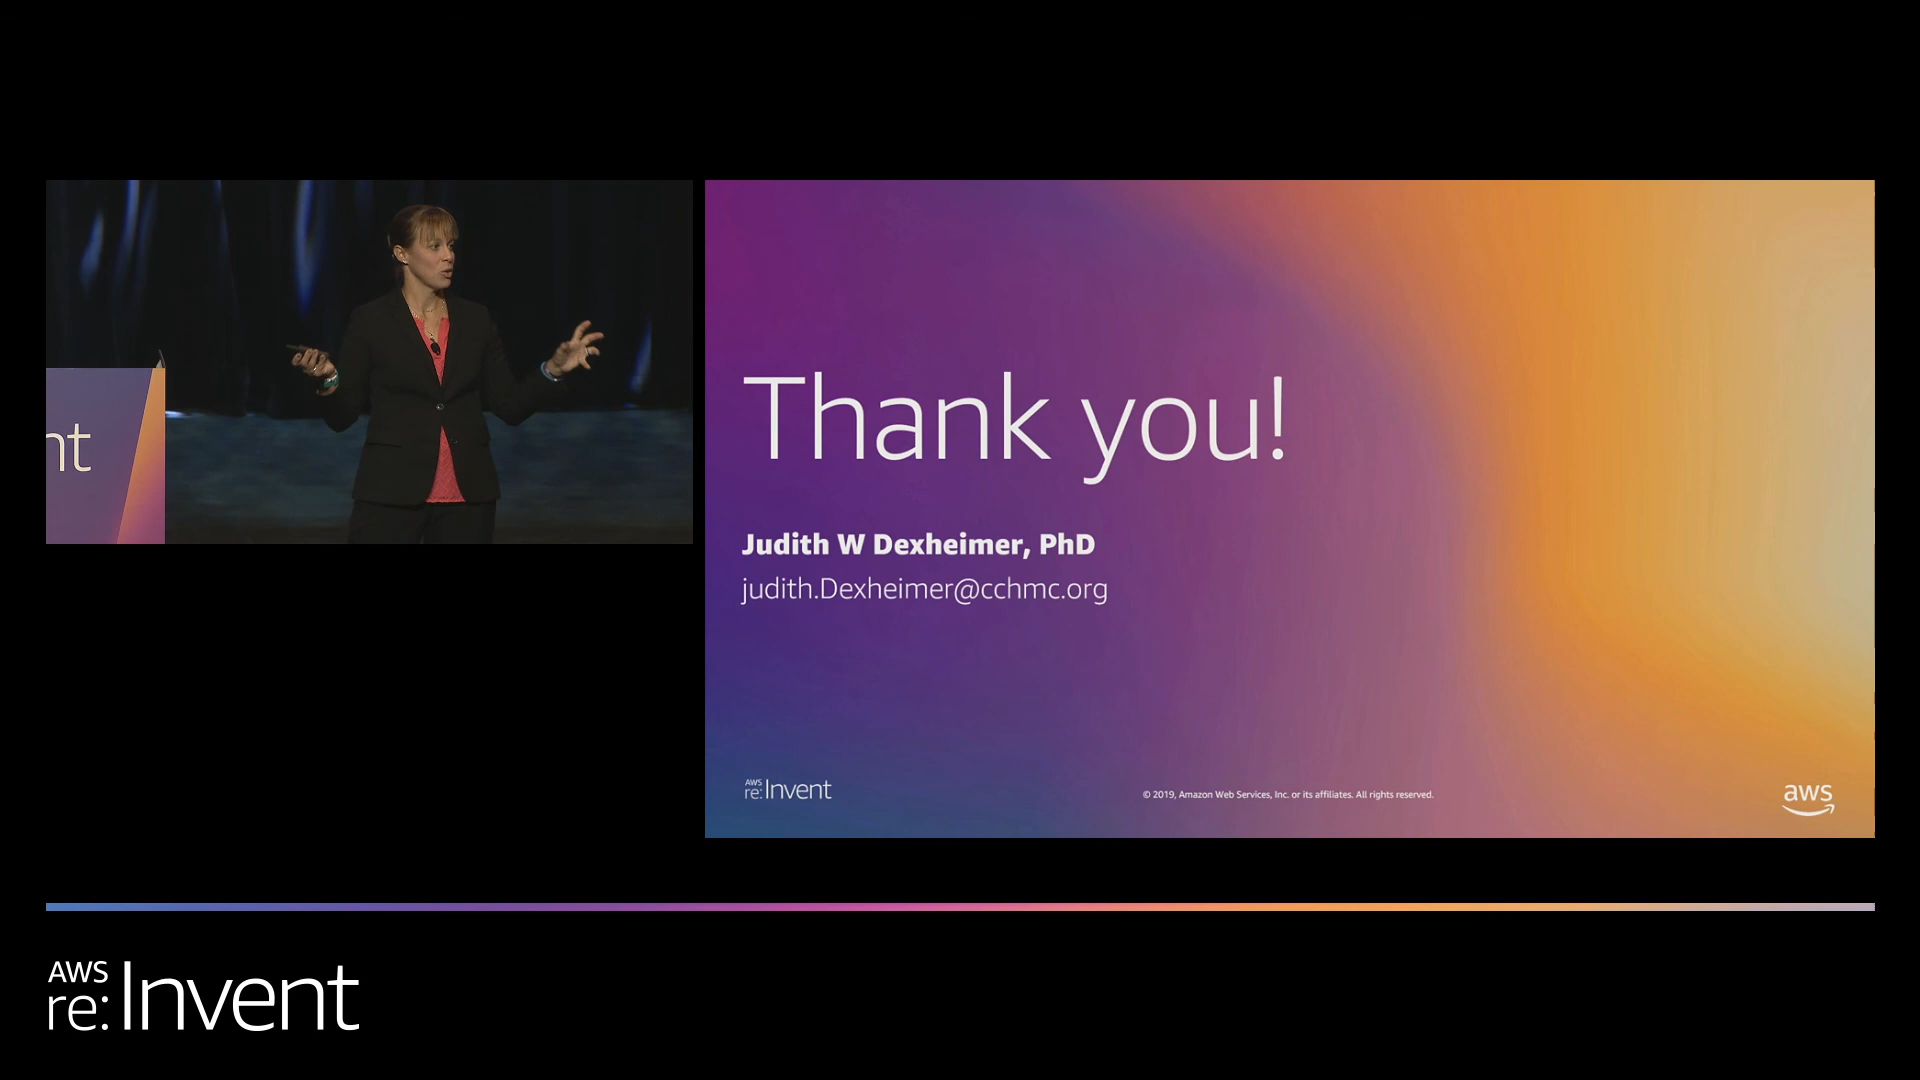 nt
Thank you!
Judith W Dexheimer, PhD
judith.Dexheimer@cchmc.org
AWS
re:Invent
© 2019, Amazon Web Services, Inc. or its affiliates. All rights reserved.
aws
AWS
re:Invent